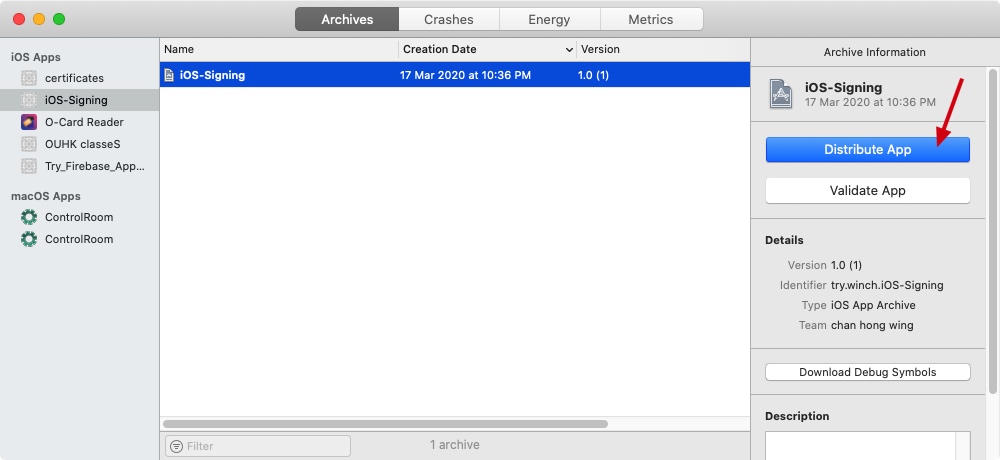 Archives Crashes Energy Metrics
iOS Apps
certificates
iOS-Signing
O-Card Reader
OUHK classeS
Try_Firebase_App...
macOS Apps
ControlRoom
ControlRoom
Name Creation Date Version
iOS-Signing 17 Mar 2020 at 10:36 PM 1.0 (1)
Filter
1 archive
Archive Information
iOS-Signing
17 Mar 2020 at 10:36 PM
Distribute App
Validate App
Details
Version 1.0 (1)
Identifier try.winch.iOS-Signing
Type iOS App Archive
Team chan hong wing
Download Debug Symbols
Description